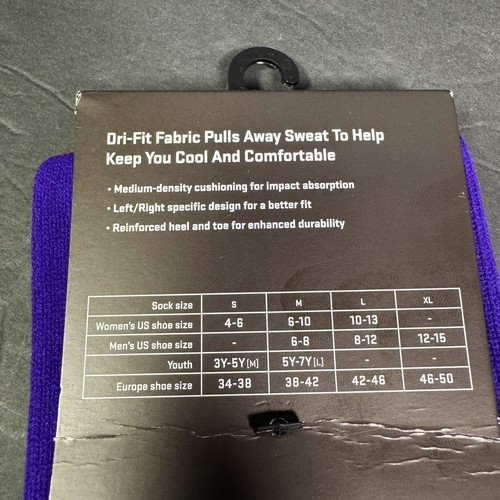 Dri-Fit Fabric Pulls Away Sweat To Help
Keep You Cool And Comfortable
• Medium-density cushioning for impact absorption
• Left/Right specific design for a better fit
• Reinforced heel and toe for enhanced durability
Sock size S M L XL
Women's US shoe size 4-6 6-10 10-13 -
Men's US shoe size - 6-8 8-12 12-15
Youth 3Y-5Y[M] 5Y-7Y[L] - -
Europe shoe size 34-38 38-42 42-46 46-50